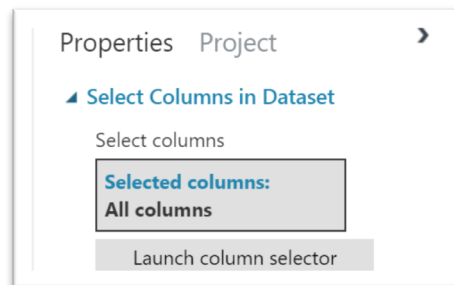 Properties Project
Select Columns in Dataset
Select columns
Selected columns:
All columns
Launch column selector